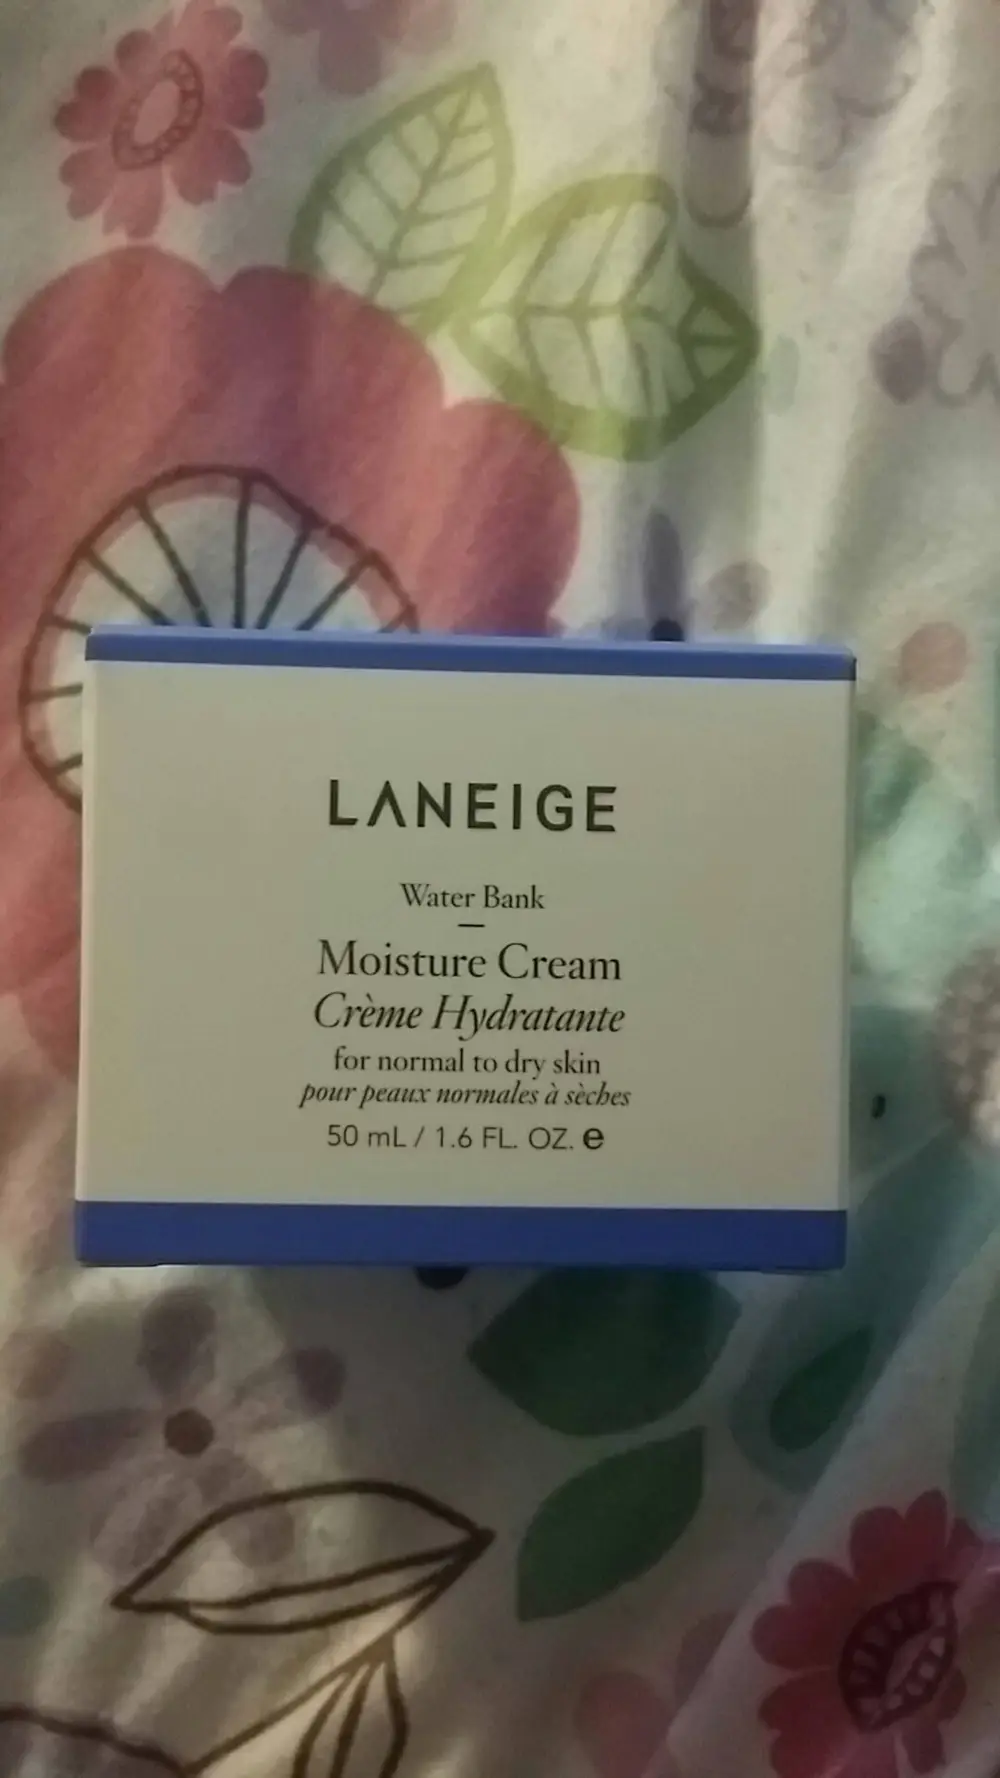 LANEIGE
Water Bank
Moisture Cream
Crème Hydratante
for normal to dry skin
pour peaux normales à sèches
50 mL / 1.6 FL. OZ. ℮